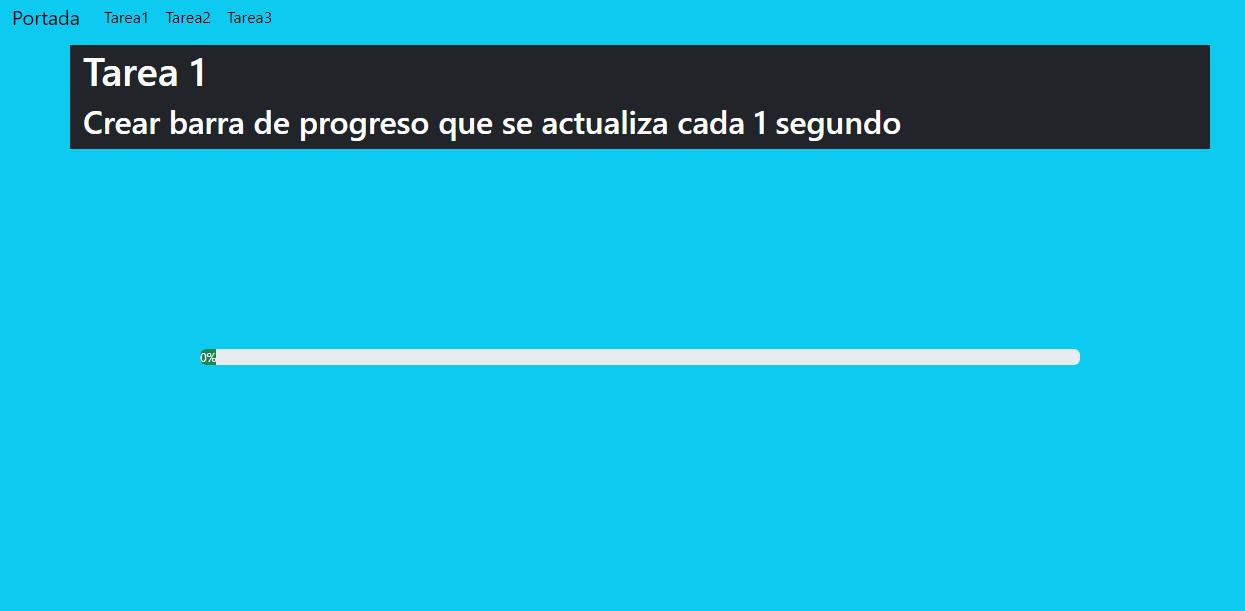 Portada Tarea1 Tarea2 Tarea3
Tarea 1
Crear barra de progreso que se actualiza cada 1 segundo
0%